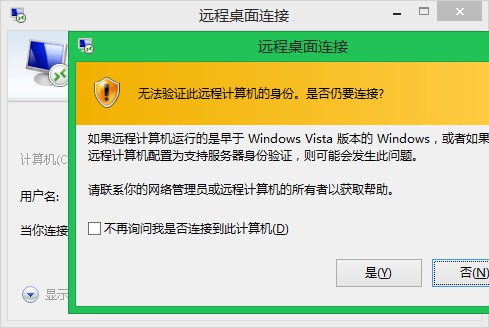 远程桌面连接
远程桌面连接
无法验证此远程计算机的身份。是否仍要连接?
如果远程计算机运行的是早于 Windows Vista 版本的 Windows，或者如果
远程计算机配置为支持服务器身份验证，则可能会发生此问题。
请联系你的网络管理员或远程计算机的所有者以获取帮助。
不再询问我是否连接到此计算机(D)
是(Y)
否(N)
计算机(C
用户名:
当你连接
显示